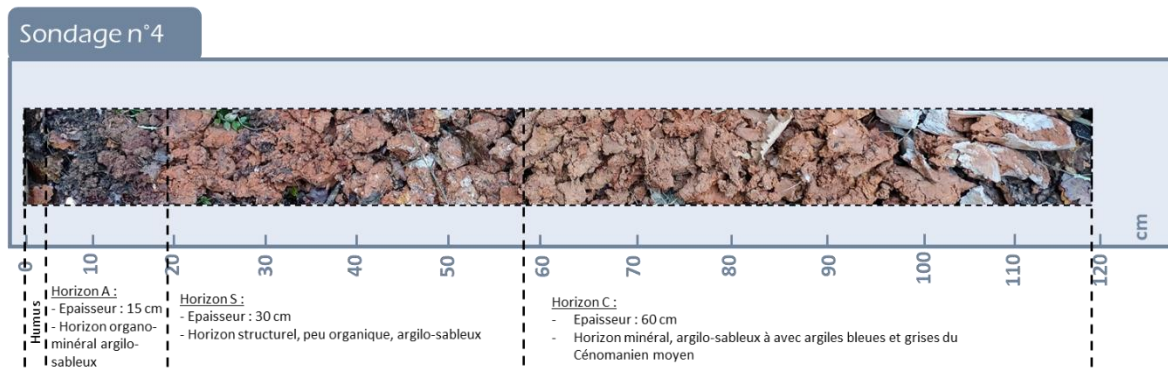 Sondage n°4
cm
0 10 20 30 40 50 60 70 80 90 100 110 120
Humus
Horizon A :
- Epaisseur : 15 cm
- Horizon organo-
minéral argilo-
sableux
Horizon S :
- Epaisseur : 30 cm
- Horizon structurel, peu organique, argilo-sableux
Horizon C :
- Epaisseur : 60 cm
- Horizon minéral, argilo-sableux à avec argiles bleues et grises du
Cénomanien moyen